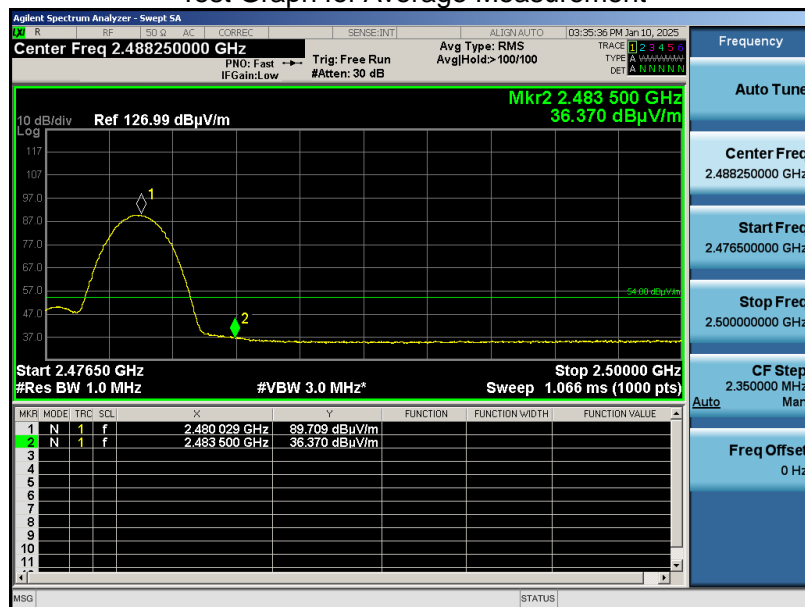 Test Graph for Average Measurement
Agilent Spectrum Analyzer - Swept SA
LXI R RF 50 Ω AC CORREC SENSE:INT ALIGN AUTO 03:35:36 PM Jan 10, 2025
Center Freq 2.488250000 GHz
PNO: Fast
IFGain:Low
Trig: Free Run
#Atten: 30 dB
Avg Type: RMS
Avg|Hold:>100/100
TRACE 1 2 3 4 5 6
TYPE A WWWWW
DET A N N N N N
Mkr2 2.483 500 GHz
36.370 dBµV/m
10 dB/div Ref 126.99 dBµV/m
Log
117
107
97.0
87.0
77.0
67.0
57.0
47.0
37.0
1
2
54.00 dBµV/m
Start 2.47650 GHz Stop 2.50000 GHz
#Res BW 1.0 MHz #VBW 3.0 MHz* Sweep 1.066 ms (1000 pts)
MKR MODE TRC SCL X Y FUNCTION FUNCTION WIDTH FUNCTION VALUE
1 N 1 f 2.480 029 GHz 89.709 dBµV/m
2 N 1 f 2.483 500 GHz 36.370 dBµV/m
3
4
5
6
7
8
9
10
11
MSG STATUS
Frequency
Auto Tune
Center Freq
2.488250000 GHz
Start Freq
2.476500000 GHz
Stop Freq
2.500000000 GHz
CF Step
2.350000 MHz
Auto Man
Freq Offset
0 Hz